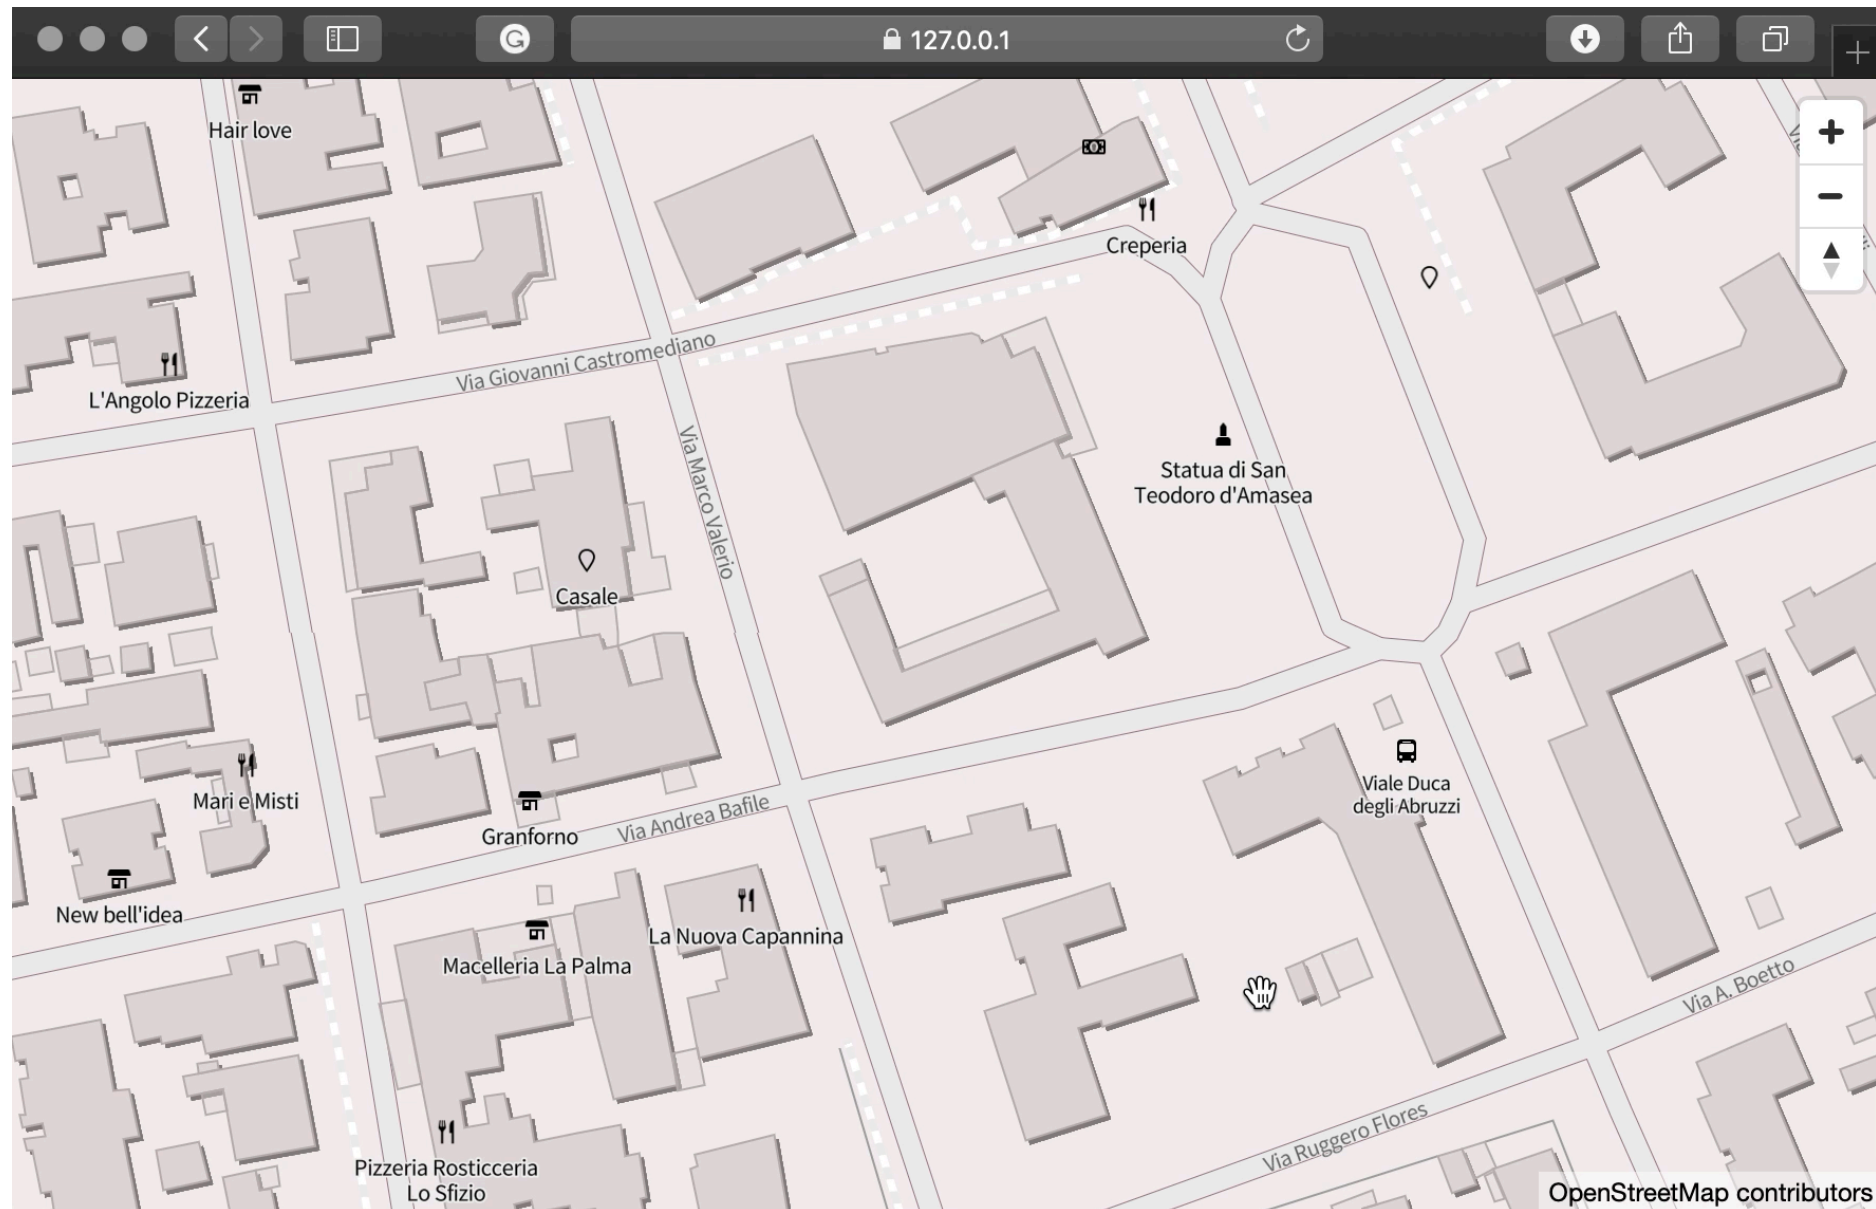 127.0.0.1
Hair love
Creperia
Via Giovanni Castromediano
L'Angolo Pizzeria
Via Marco Valerio
Statua di San
Teodoro d'Amasea
Casale
Viale Duca
degli Abruzzi
Mari e Misti
Granforno
Via Andrea Bafile
New bell'idea
La Nuova Capannina
Macelleria La Palma
Via A. Boetto
Via Ruggero Flores
Pizzeria Rosticceria
Lo Sfizio
OpenStreetMap contributors